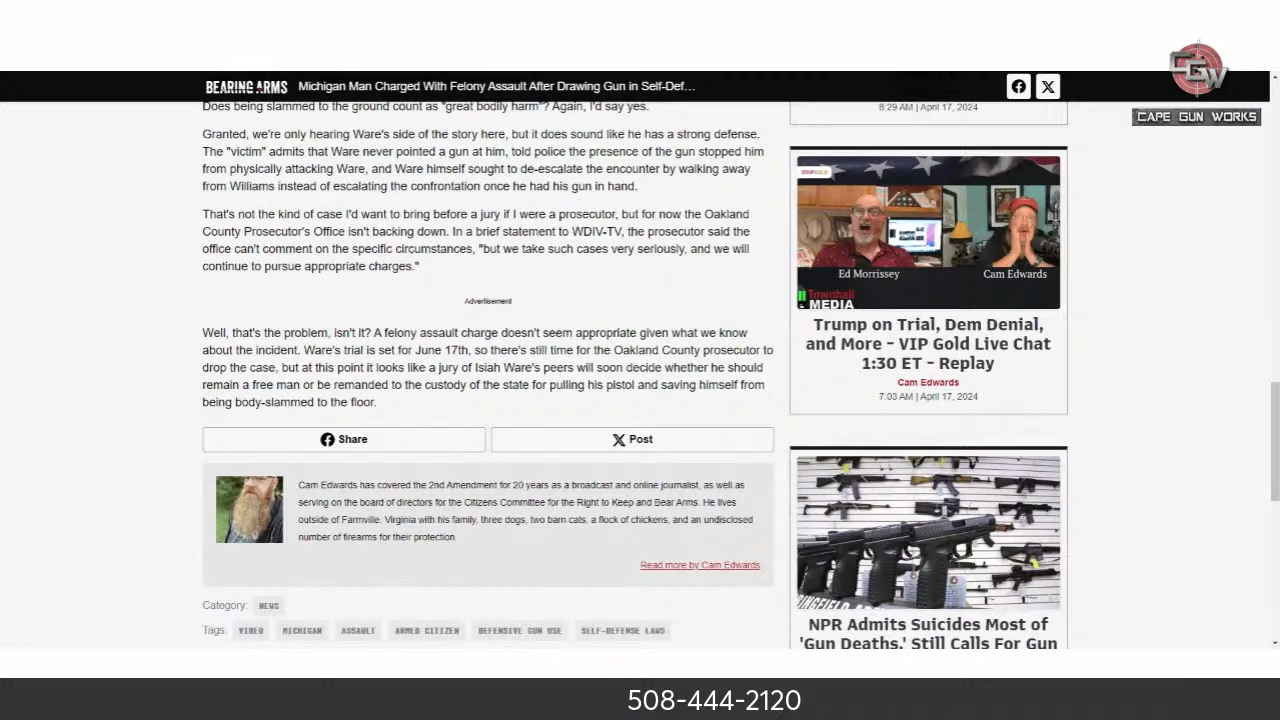 BEARING ARMS Michigan Man Charged With Felony Assault After Drawing Gun in Self-Def...
CGW
CAPE GUN WORKS
Does being slammed to the ground count as "great bodily harm"? Again, I'd say yes.
Granted, we're only hearing Ware's side of the story here, but it does sound like he has a strong defense.
The "victim" admits that Ware never pointed a gun at him, told police the presence of the gun stopped him
from physically attacking Ware, and Ware himself sought to de-escalate the encounter by walking away
from Williams instead of escalating the confrontation once he had his gun in hand.
That's not the kind of case I'd want to bring before a jury if I were a prosecutor, but for now the Oakland
County Prosecutor's Office isn't backing down. In a brief statement to WDIV-TV, the prosecutor said the
office can't comment on the specific circumstances, "but we take such cases very seriously, and we will
continue to pursue appropriate charges."
Advertisement
Well, that's the problem, isn't it? A felony assault charge doesn't seem appropriate given what we know
about the incident. Ware's trial is set for June 17th, so there's still time for the Oakland County prosecutor to
drop the case, but at this point it looks like a jury of Isiah Ware's peers will soon decide whether he should
remain a free man or be remanded to the custody of the state for pulling his pistol and saving himself from
being body-slammed to the floor.
Share
Post
Cam Edwards has covered the 2nd Amendment for 20 years as a broadcast and online journalist, as well as
serving on the board of directors for the Citizens Committee for the Right to Keep and Bear Arms. He lives
outside of Farmville, Virginia with his family, three dogs, two barn cats, a flock of chickens, and an undisclosed
number of firearms for their protection.
Read more by Cam Edwards
Category: NEWS
Tags: VIDEO MICHIGAN ASSAULT ARMED CITIZEN DEFENSIVE GUN USE SELF-DEFENSE LAWS
8:29 AM | April 17, 2024
Ed Morrissey
Cam Edwards
Townhall
MEDIA
Trump on Trial, Dem Denial,
and More - VIP Gold Live Chat
1:30 ET - Replay
Cam Edwards
7:03 AM | April 17, 2024
NPR Admits Suicides Most of
'Gun Deaths,' Still Calls For Gun
508-444-2120